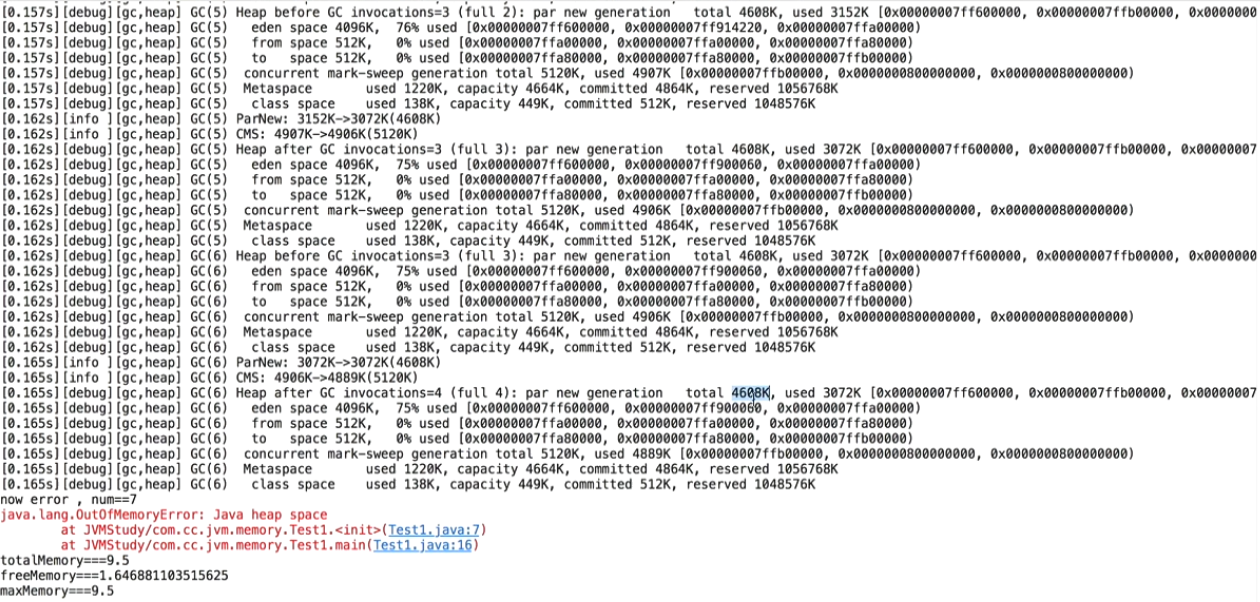 [0.157s][debug][gc,heap] GC(5) Heap before GC invocations=3 (full 2): par new generation   total 4608K, used 3152K [0x00000007ff600000, 0x00000007ffb00000, 0x0000000
[0.157s][debug][gc,heap] GC(5)   eden space 4096K,  76% used [0x00000007ff600000, 0x00000007ff914220, 0x00000007ffa00000)
[0.157s][debug][gc,heap] GC(5)   from space 512K,   0% used [0x00000007ffa00000, 0x00000007ffa00000, 0x00000007ffa80000)
[0.157s][debug][gc,heap] GC(5)   to   space 512K,   0% used [0x00000007ffa80000, 0x00000007ffa80000, 0x00000007ffb00000)
[0.157s][debug][gc,heap] GC(5)  concurrent mark-sweep generation total 5120K, used 4907K [0x00000007ffb00000, 0x0000000800000000, 0x0000000800000000)
[0.157s][debug][gc,heap] GC(5)  Metaspace       used 1220K, capacity 4664K, committed 4864K, reserved 1056768K
[0.157s][debug][gc,heap] GC(5)   class space    used 138K, capacity 449K, committed 512K, reserved 1048576K
[0.162s][info ][gc,heap] GC(5) ParNew: 3152K->3072K(4608K)
[0.162s][info ][gc,heap] GC(5) CMS: 4907K->4906K(5120K)
[0.162s][debug][gc,heap] GC(5) Heap after GC invocations=3 (full 3): par new generation   total 4608K, used 3072K [0x00000007ff600000, 0x00000007ffb00000, 0x00000007
[0.162s][debug][gc,heap] GC(5)   eden space 4096K,  75% used [0x00000007ff600000, 0x00000007ff900060, 0x00000007ffa00000)
[0.162s][debug][gc,heap] GC(5)   from space 512K,   0% used [0x00000007ffa00000, 0x00000007ffa00000, 0x00000007ffa80000)
[0.162s][debug][gc,heap] GC(5)   to   space 512K,   0% used [0x00000007ffa80000, 0x00000007ffa80000, 0x00000007ffb00000)
[0.162s][debug][gc,heap] GC(5)  concurrent mark-sweep generation total 5120K, used 4906K [0x00000007ffb00000, 0x0000000800000000, 0x0000000800000000)
[0.162s][debug][gc,heap] GC(5)  Metaspace       used 1220K, capacity 4664K, committed 4864K, reserved 1056768K
[0.162s][debug][gc,heap] GC(5)   class space    used 138K, capacity 449K, committed 512K, reserved 1048576K
[0.162s][debug][gc,heap] GC(6) Heap before GC invocations=3 (full 3): par new generation   total 4608K, used 3072K [0x00000007ff600000, 0x00000007ffb00000, 0x0000000
[0.162s][debug][gc,heap] GC(6)   eden space 4096K,  75% used [0x00000007ff600000, 0x00000007ff900060, 0x00000007ffa00000)
[0.162s][debug][gc,heap] GC(6)   from space 512K,   0% used [0x00000007ffa00000, 0x00000007ffa00000, 0x00000007ffa80000)
[0.162s][debug][gc,heap] GC(6)   to   space 512K,   0% used [0x00000007ffa80000, 0x00000007ffa80000, 0x00000007ffb00000)
[0.162s][debug][gc,heap] GC(6)  concurrent mark-sweep generation total 5120K, used 4906K [0x00000007ffb00000, 0x0000000800000000, 0x0000000800000000)
[0.162s][debug][gc,heap] GC(6)  Metaspace       used 1220K, capacity 4664K, committed 4864K, reserved 1056768K
[0.162s][debug][gc,heap] GC(6)   class space    used 138K, capacity 449K, committed 512K, reserved 1048576K
[0.165s][info ][gc,heap] GC(6) ParNew: 3072K->3072K(4608K)
[0.165s][info ][gc,heap] GC(6) CMS: 4906K->4889K(5120K)
[0.165s][debug][gc,heap] GC(6) Heap after GC invocations=4 (full 4): par new generation   total 4608K, used 3072K [0x00000007ff600000, 0x00000007ffb00000, 0x00000007
[0.165s][debug][gc,heap] GC(6)   eden space 4096K,  75% used [0x00000007ff600000, 0x00000007ff900060, 0x00000007ffa00000)
[0.165s][debug][gc,heap] GC(6)   from space 512K,   0% used [0x00000007ffa00000, 0x00000007ffa00000, 0x00000007ffa80000)
[0.165s][debug][gc,heap] GC(6)   to   space 512K,   0% used [0x00000007ffa80000, 0x00000007ffa80000, 0x00000007ffb00000)
[0.165s][debug][gc,heap] GC(6)  concurrent mark-sweep generation total 5120K, used 4889K [0x00000007ffb00000, 0x0000000800000000, 0x0000000800000000)
[0.165s][debug][gc,heap] GC(6)  Metaspace       used 1220K, capacity 4664K, committed 4864K, reserved 1056768K
[0.165s][debug][gc,heap] GC(6)   class space    used 138K, capacity 449K, committed 512K, reserved 1048576K
now error , num==7
java.lang.OutOfMemoryError: Java heap space
        at JVMStudy/com.cc.jvm.memory.Test1.<init>(Test1.java:7)
        at JVMStudy/com.cc.jvm.memory.Test1.main(Test1.java:16)
totalMemory===9.5
freeMemory===1.646881103515625
maxMemory===9.5